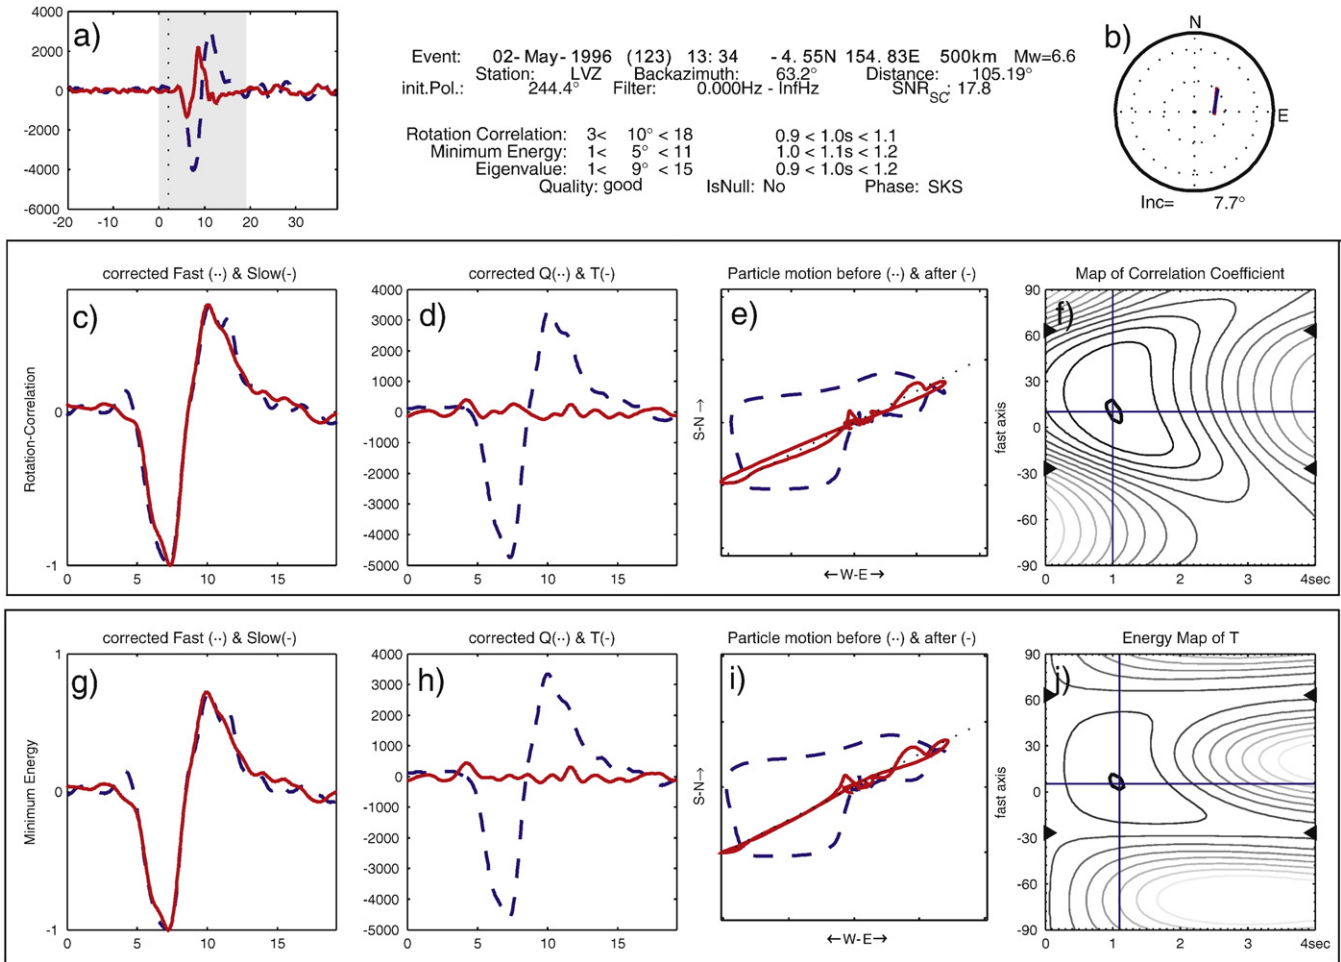 a)
4000
2000
0
-2000
-4000
-6000
-20 -10 0 10 20 30
Event: 02-May-1996 (123) 13:34 -4.55N 154.83E 500km Mw=6.6
Station: LVZ Backazimuth: 63.2° Distance: 105.19°
init.Pol.: 244.4° Filter: 0.000Hz - InfHz SNR_SC: 17.8
Rotation Correlation: 3< 10° <18 0.9 < 1.0s < 1.1
Minimum Energy: 1< 5° <11 1.0 < 1.1s < 1.2
Eigenvalue: 1< 9° <15 0.9 < 1.0s < 1.2
Quality: good IsNull: No Phase: SKS
b)
N
E
Inc= 7.7°
corrected Fast (··) & Slow(-)
c)
Rotation-Correlation
0
-1
0 5 10 15
corrected Q(··) & T(-)
d)
4000
3000
2000
1000
0
-1000
-2000
-3000
-4000
-5000
0 5 10 15
Particle motion before (··) & after (-)
e)
S-N →
←W-E→
Map of Correlation Coefficient
f)
fast axis
90
60
30
0
-30
-60
-90
0 1 2 3 4sec
corrected Fast (··) & Slow(-)
g)
Minimum Energy
1
0
-1
0 5 10 15
corrected Q(··) & T(-)
h)
4000
3000
2000
1000
0
-1000
-2000
-3000
-4000
-5000
0 5 10 15
Particle motion before (··) & after (-)
i)
S-N→
←W-E→
Energy Map of T
j)
fast axis
90
60
30
0
-30
-60
-90
0 1 2 3 4sec